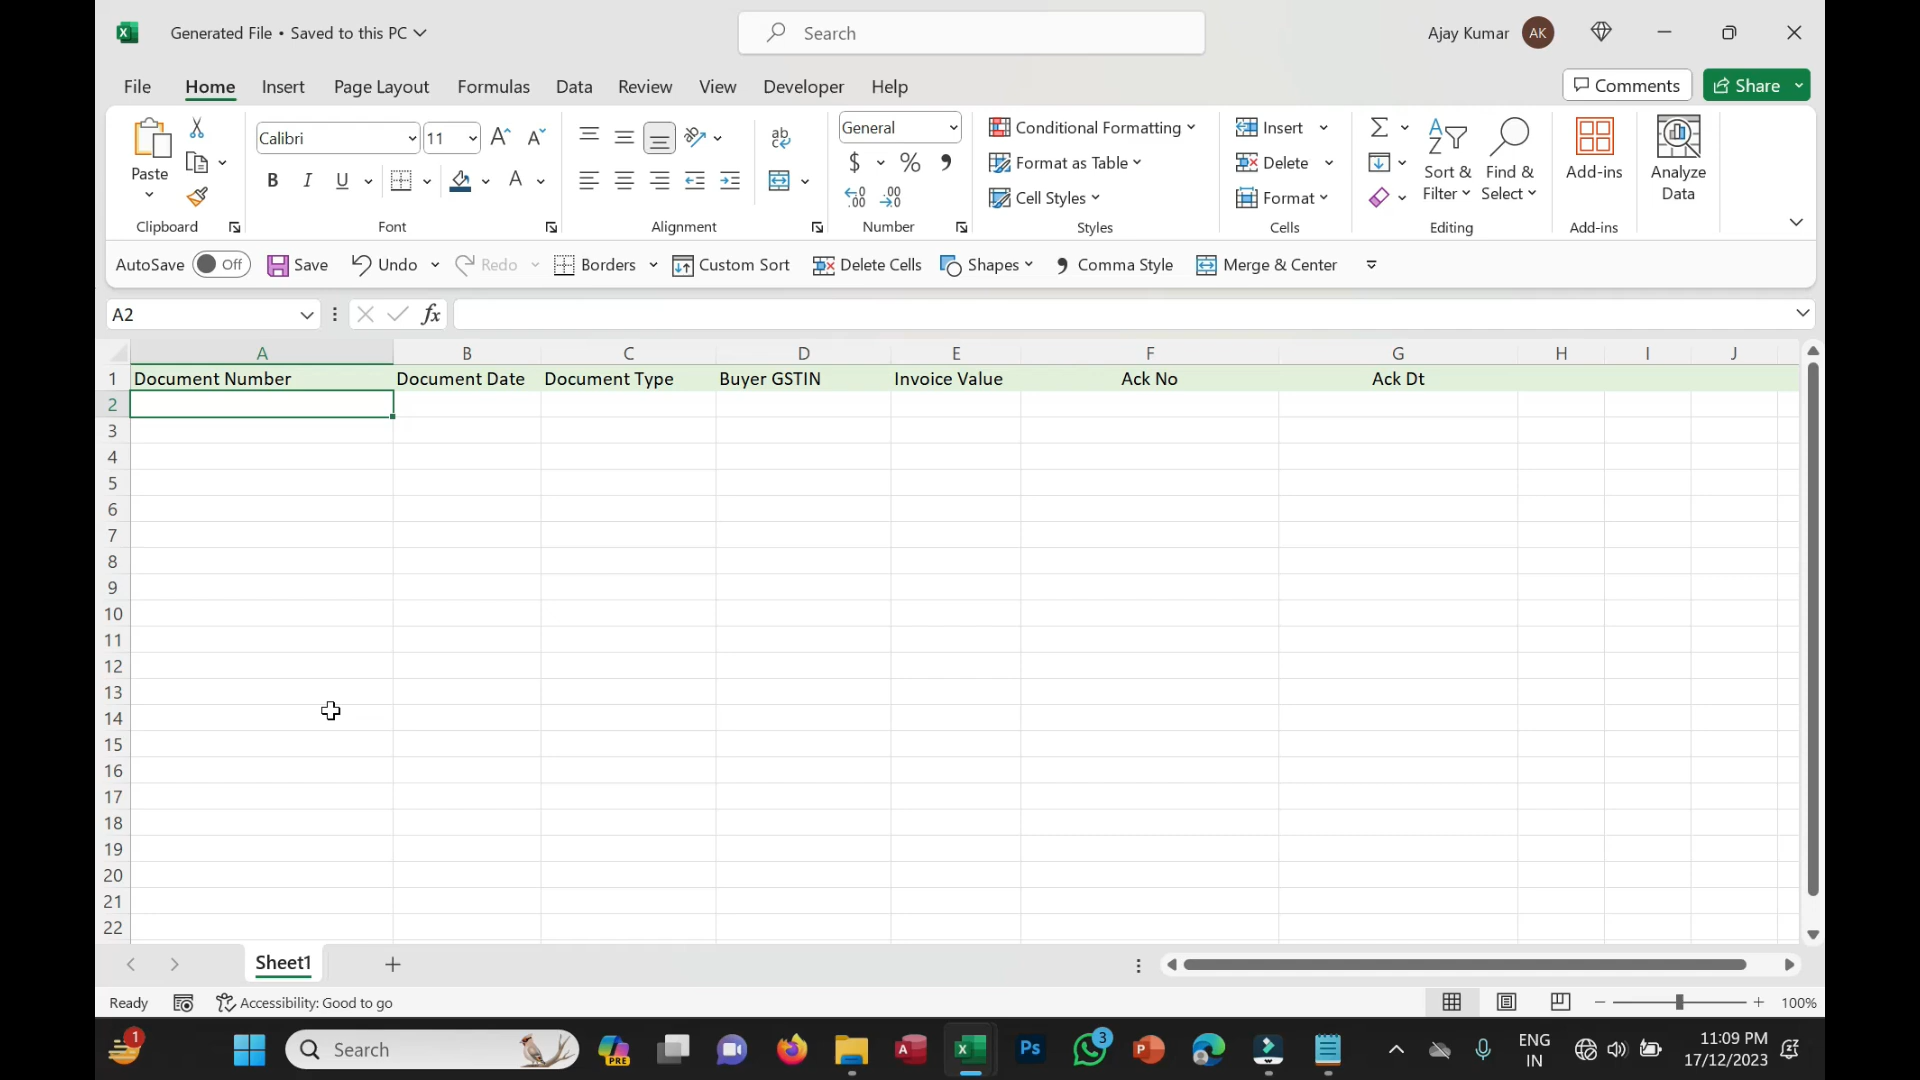 Generated File • Saved to this PC
Search
Ajay Kumar
AK
File
Home
Insert
Page Layout
Formulas
Data
Review
View
Developer
Help
Comments
Share
Paste
Clipboard
Calibri
11
B I U
Font
ab
Alignment
General
$ % ,
Number
Conditional Formatting
Format as Table
Cell Styles
Styles
Insert
Delete
Format
Cells
Sort & Filter
Find & Select
Editing
Add-ins
Add-ins
Analyze Data
AutoSave Off
Save
Undo
Redo
Borders
Custom Sort
Delete Cells
Shapes
Comma Style
Merge & Center
A2
fx
A B C D E F G H I J
1 Document Number Document Date Document Type Buyer GSTIN Invoice Value Ack No Ack Dt
2
3
4
5
6
7
8
9
10
11
12
13
14
15
16
17
18
19
20
21
22
Sheet1
Ready
Accessibility: Good to go
100%
1
Search
PRE
A
X
Ps
3
P
ENG
IN
11:09 PM
17/12/2023